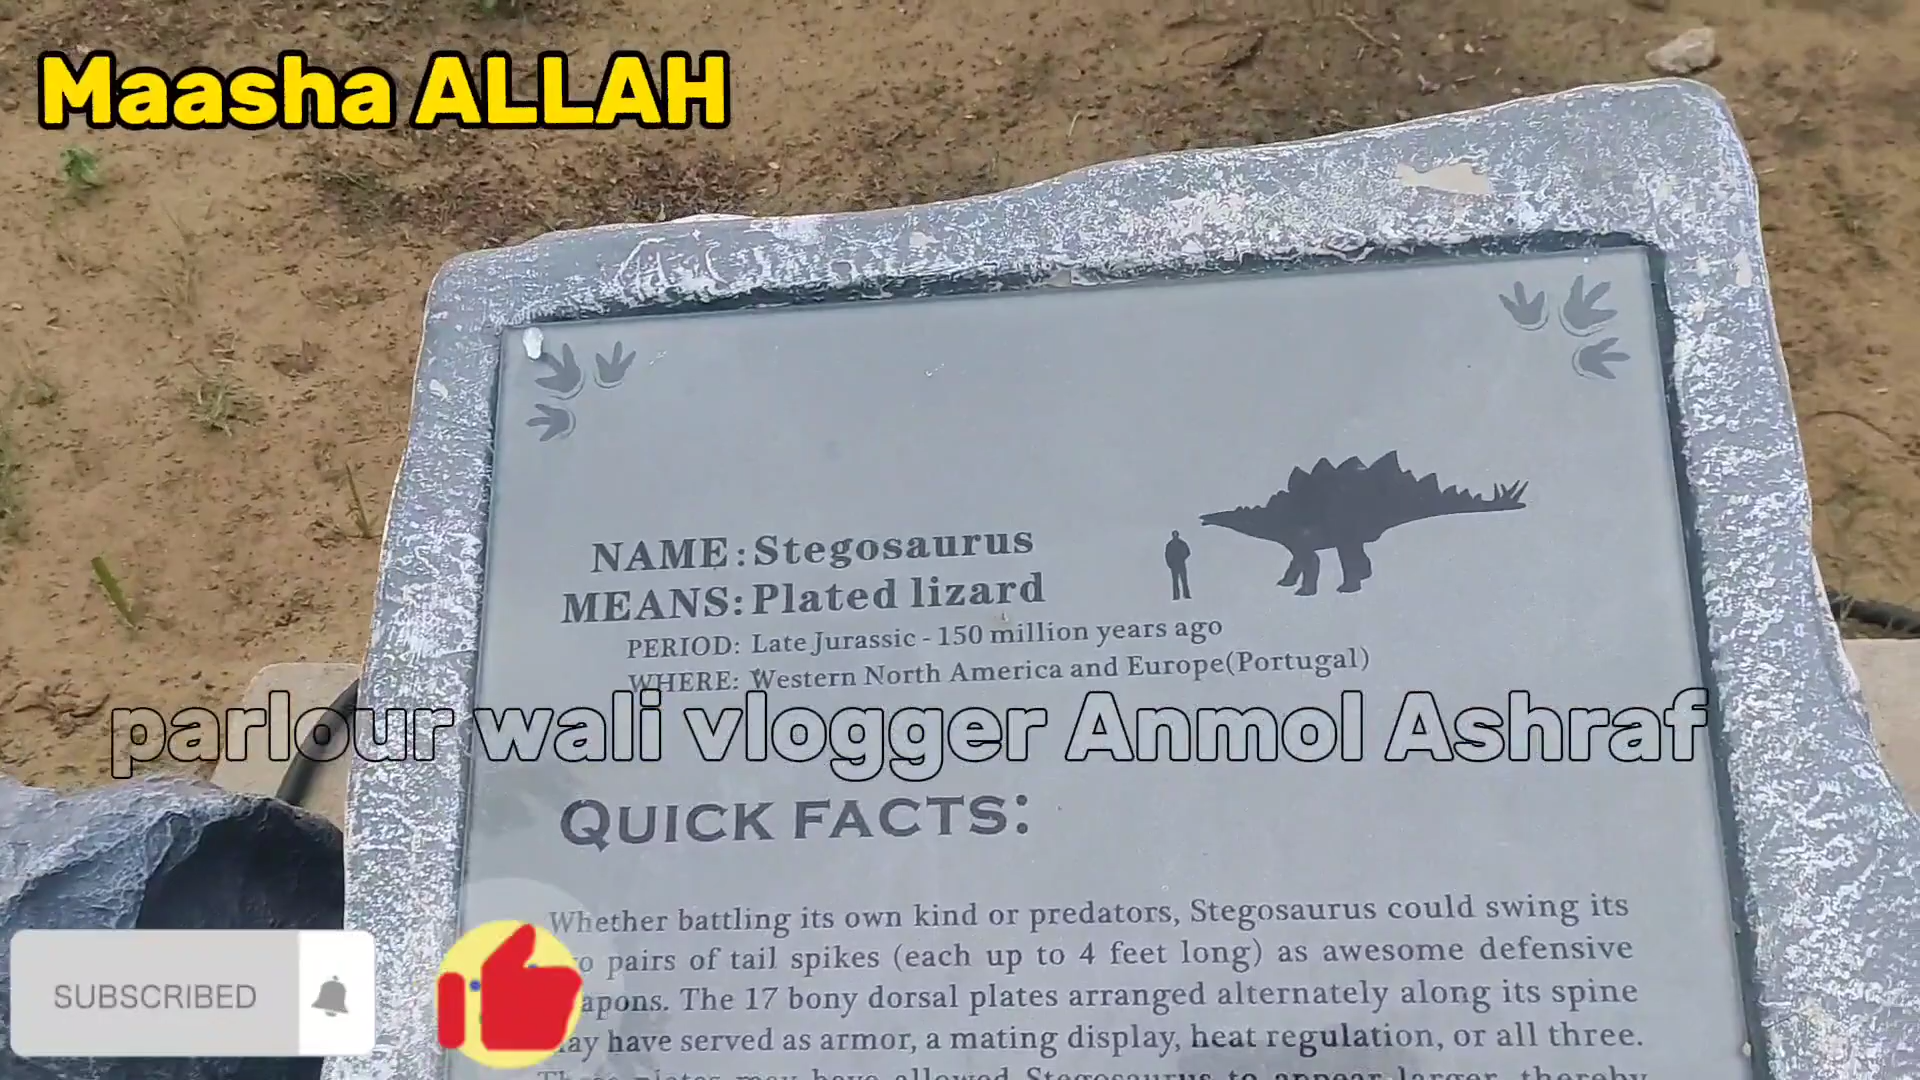 Maasha ALLAH
NAME: Stegosaurus
MEANS: Plated lizard
PERIOD: Late Jurassic - 150 million years ago
WHERE: Western North America and Europe(Portugal)
parlour wali vlogger Anmol Ashraf
QUICK FACTS:
Whether battling its own kind or predators, Stegosaurus could swing its
pairs of tail spikes (each up to 4 feet long) as awesome defensive
apons. The 17 bony dorsal plates arranged alternately along its spine
may have served as armor, a mating display, heat regulation, or all three.
These plates may have allowed Stegosaurus to appear larger, thereby
SUBSCRIBED